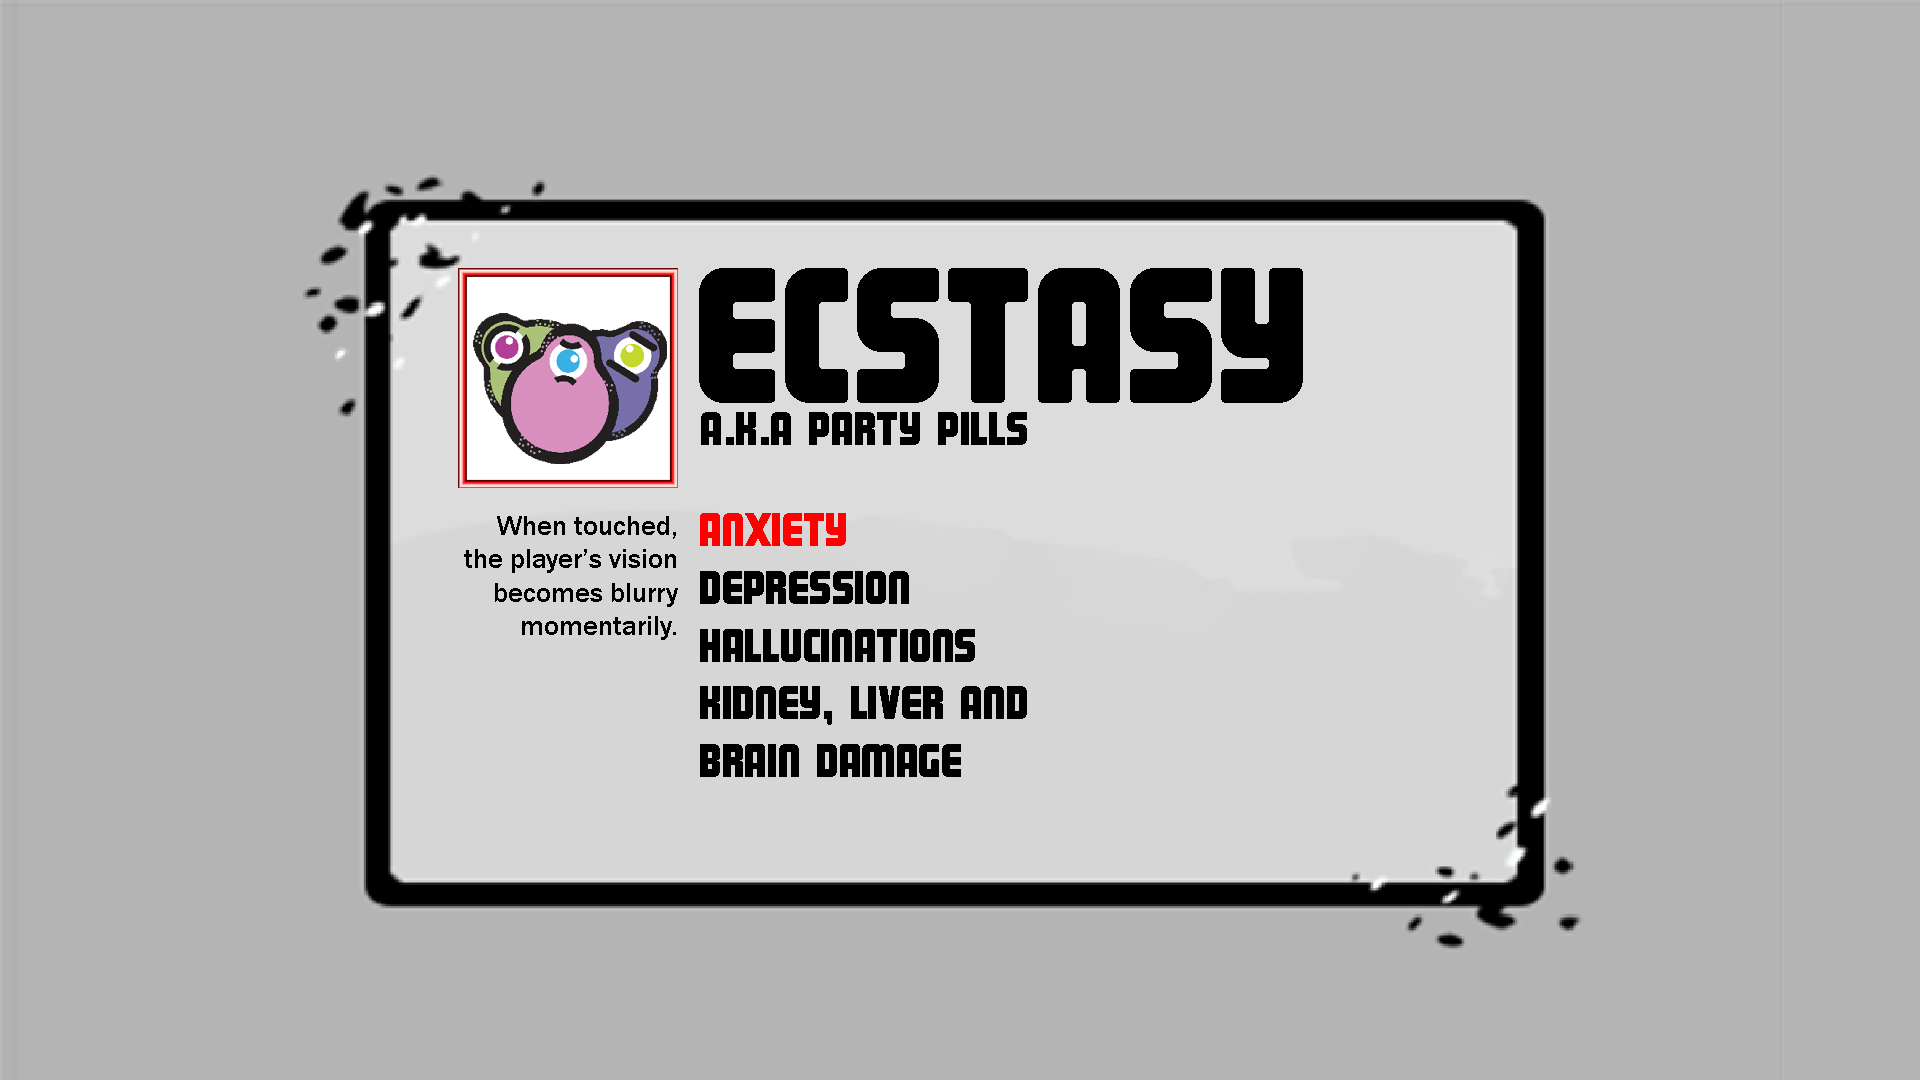 ECSTASY
A.K.A PARTY PILLS
When touched,
the player’s vision
becomes blurry
momentarily.
ANXIETY
DEPRESSION
HALLUCINATIONS
KIDNEY, LIVER AND
BRAIN DAMAGE